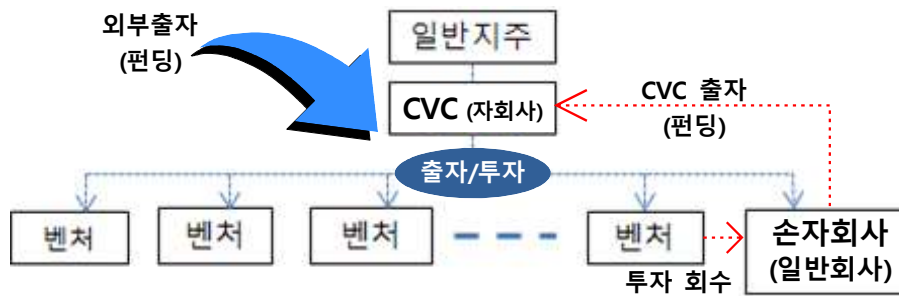 외부출자
(펀딩)
일반지주
CVC (자회사)
CVC 출자
(펀딩)
출자/투자
벤처
벤처
벤처
벤처
손자회사
(일반회사)
투자 회수